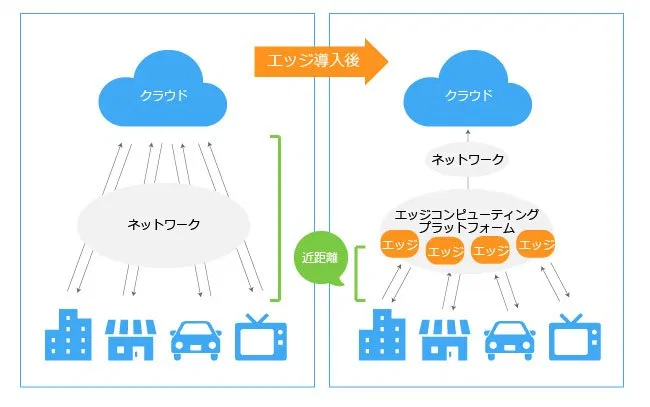 エッジ導入後
クラウド
ネットワーク
近距離
クラウド
ネットワーク
エッジコンピューティング
プラットフォーム
エッジ
エッジ
エッジ
エッジ